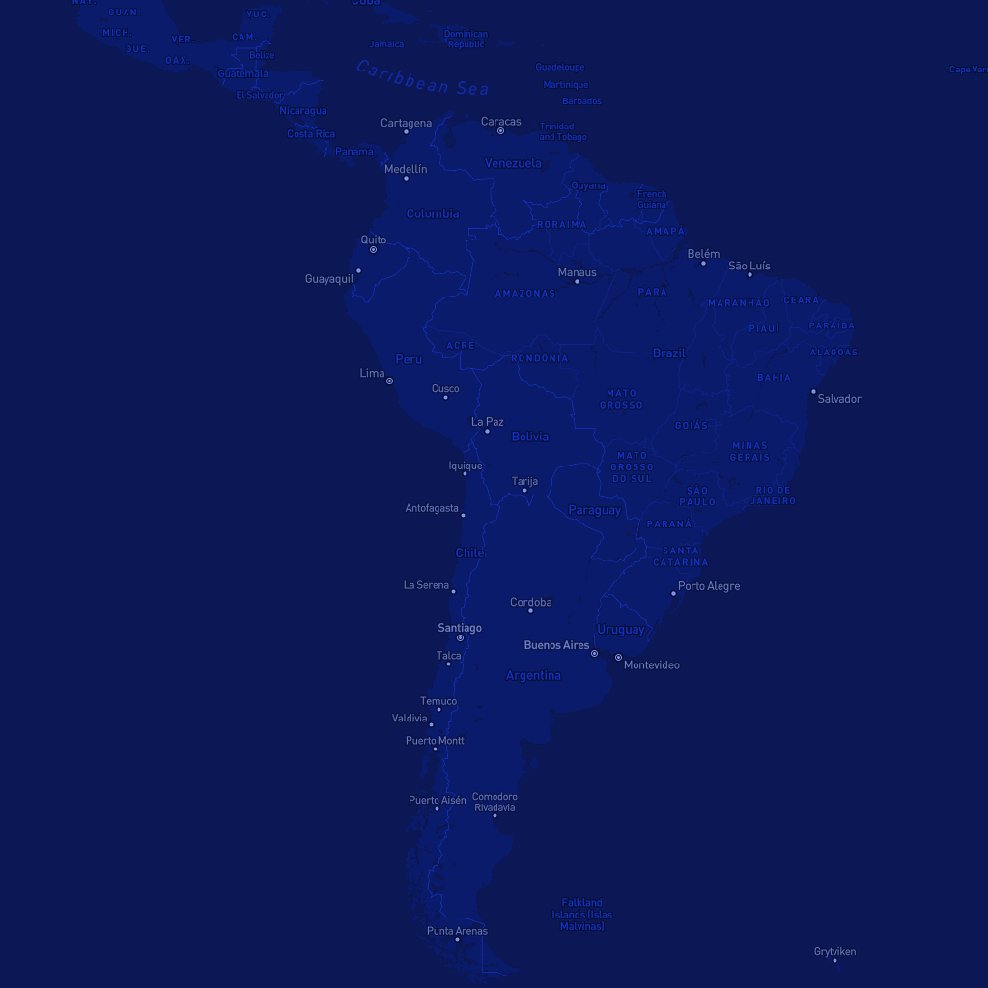 NAY.
GUAN.
YUC.
Cuba
MICH.
VER.
CAM.
Jamaica
Dominican
Republic
GUE.
OAX.
Belize
Guatemala
Caribbean Sea
Guadeloupe
Cape Verde
El Salvador
Martinique
Nicaragua
Barbados
Costa Rica
Cartagena
Caracas
Trinidad
and Tobago
Panama
Medellín
Venezuela
Guyana
French
Guiana
Colombia
RORAIMA
AMAPÁ
Quito
Guayaquil
Manaus
Belém
São Luís
AMAZONAS
PARÁ
MARANHÃO
CEARÁ
PIAUÍ
PARAÍBA
ACRE
Peru
RONDÔNIA
Brazil
ALAGOAS
Lima
BAHIA
Cusco
MATO
GROSSO
Salvador
La Paz
Bolivia
GOIÁS
MINAS
GERAIS
Iquique
MATO
GROSSO
DO SUL
Tarija
SÃO
PAULO
RIO DE
JANEIRO
Antofagasta
Paraguay
PARANÁ
Chile
SANTA
CATARINA
La Serena
Porto Alegre
Cordoba
Santiago
Uruguay
Buenos Aires
Talca
Montevideo
Argentina
Temuco
Valdivia
Puerto Montt
Puerto Aisén
Comodoro
Rivadavia
Falkland
Islands (Islas
Malvinas)
Punta Arenas
Grytviken